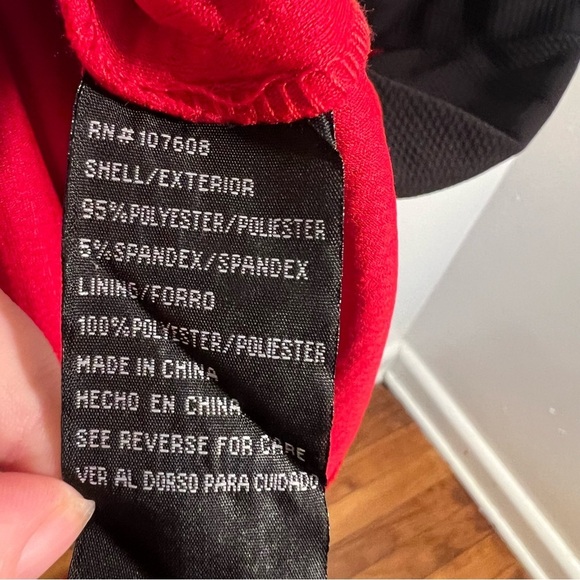 RN#107608
SHELL/EXTERIOR
95%POLYESTER/POLIESTER
5%SPANDEX/SPANDEX
LINING/FORRO
100%POLYESTER/POLIESTER
MADE IN CHINA
HECHO EN CHINA
SEE REVERSE FOR CARE
VER AL DORSO PARA CUIDADO